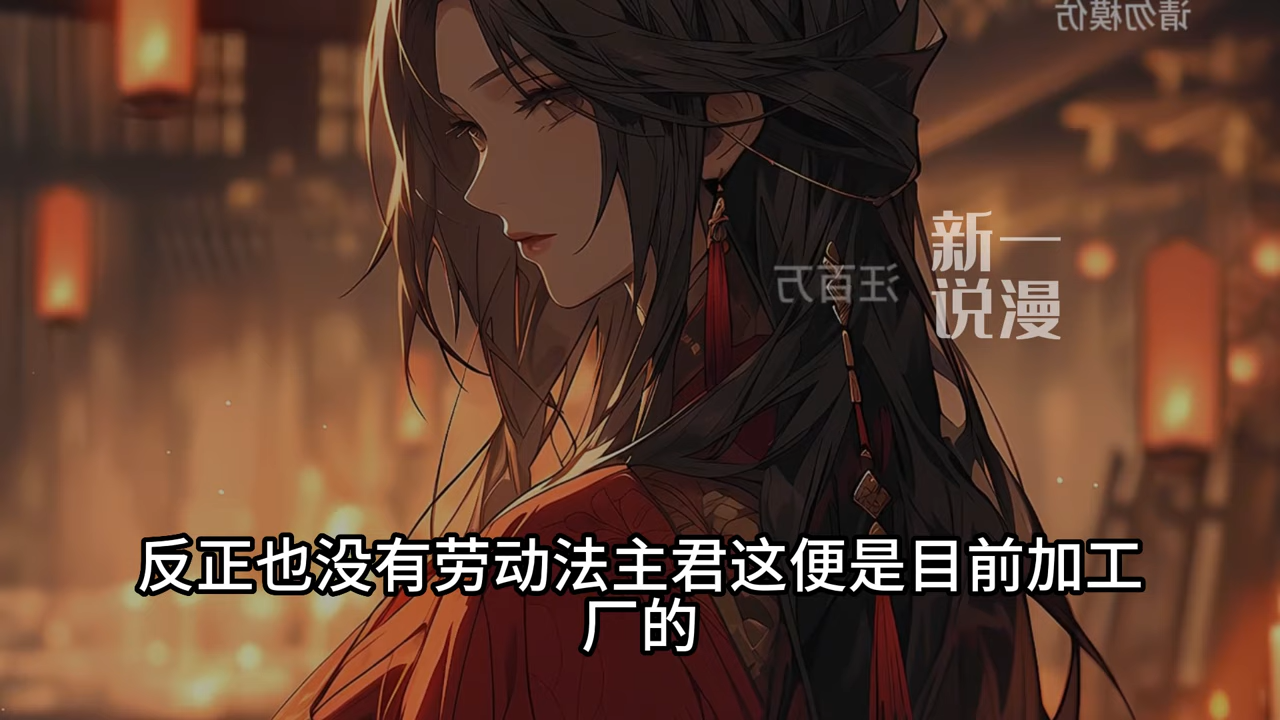 请勿模仿
新一
说漫
汪百万
反正也没有劳动法主君这便是目前加工
厂的